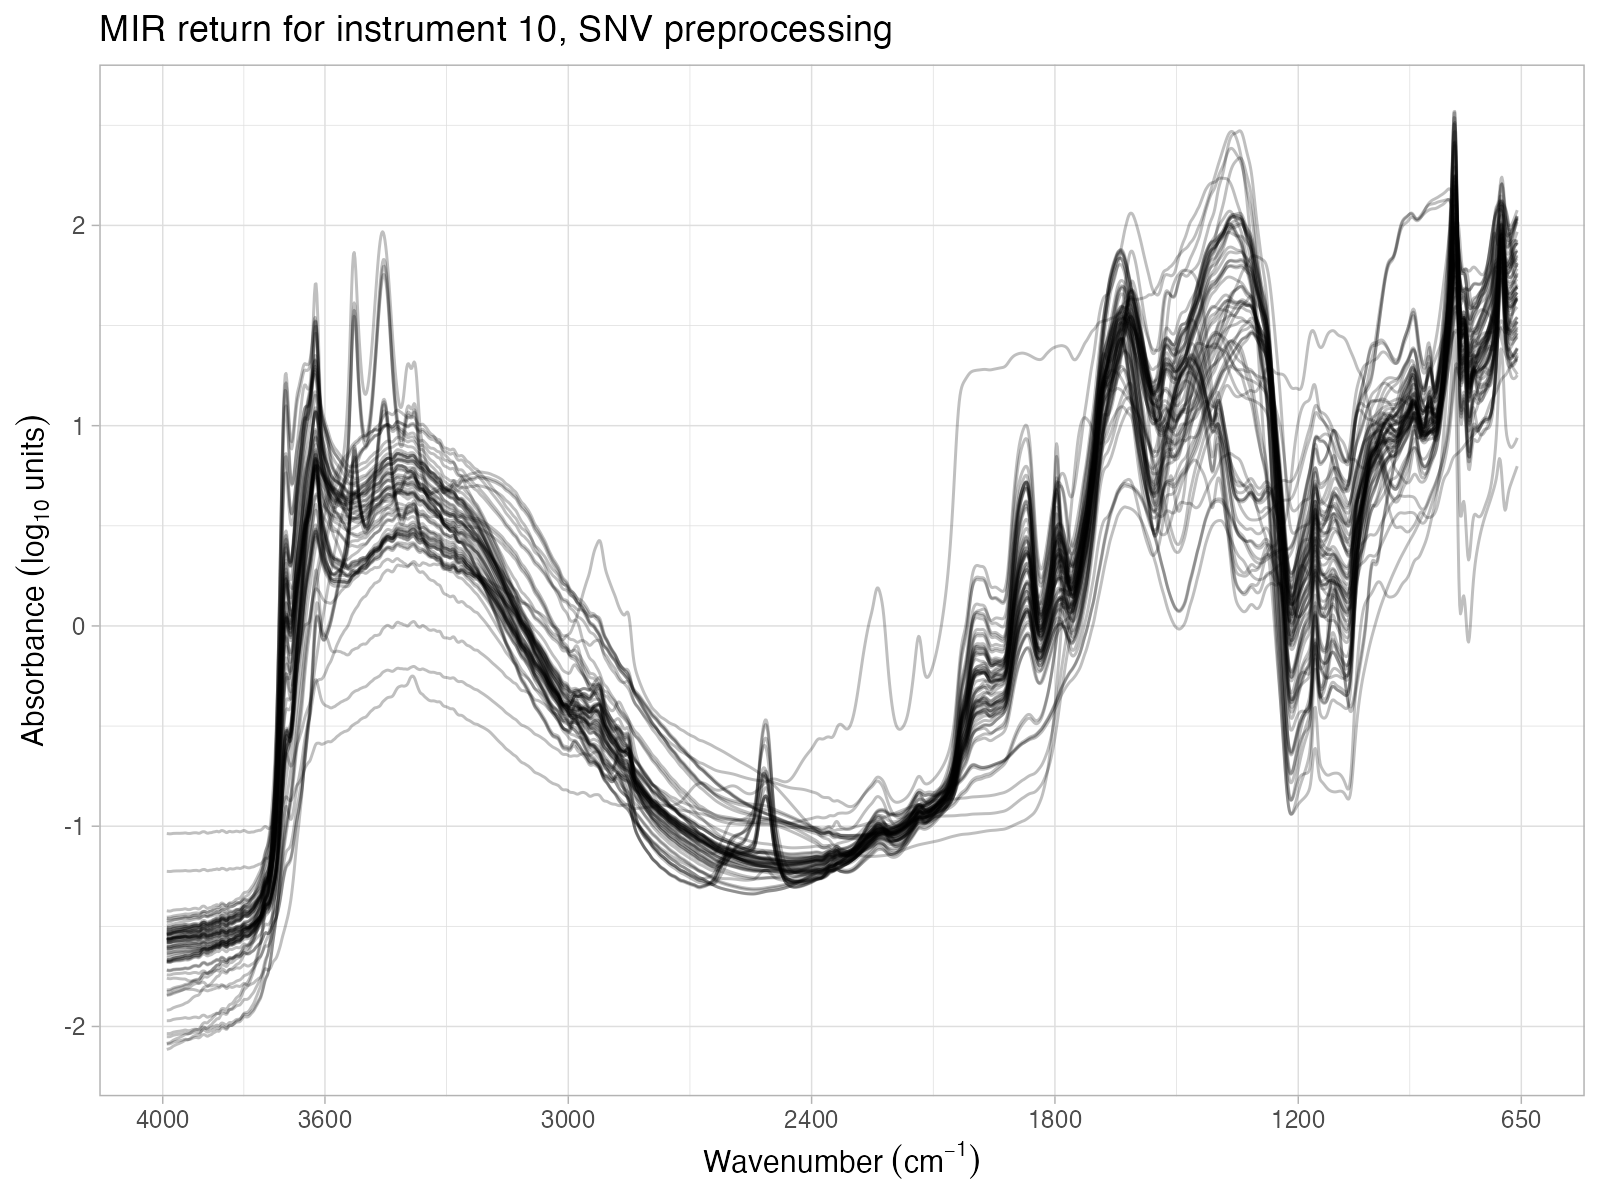 MIR return for instrument 10, SNV preprocessing
Absorbance (log₁₀ units)
2
1
0
-1
-2
4000 3600 3000 2400 1800 1200 650
Wavenumber (cm⁻¹)